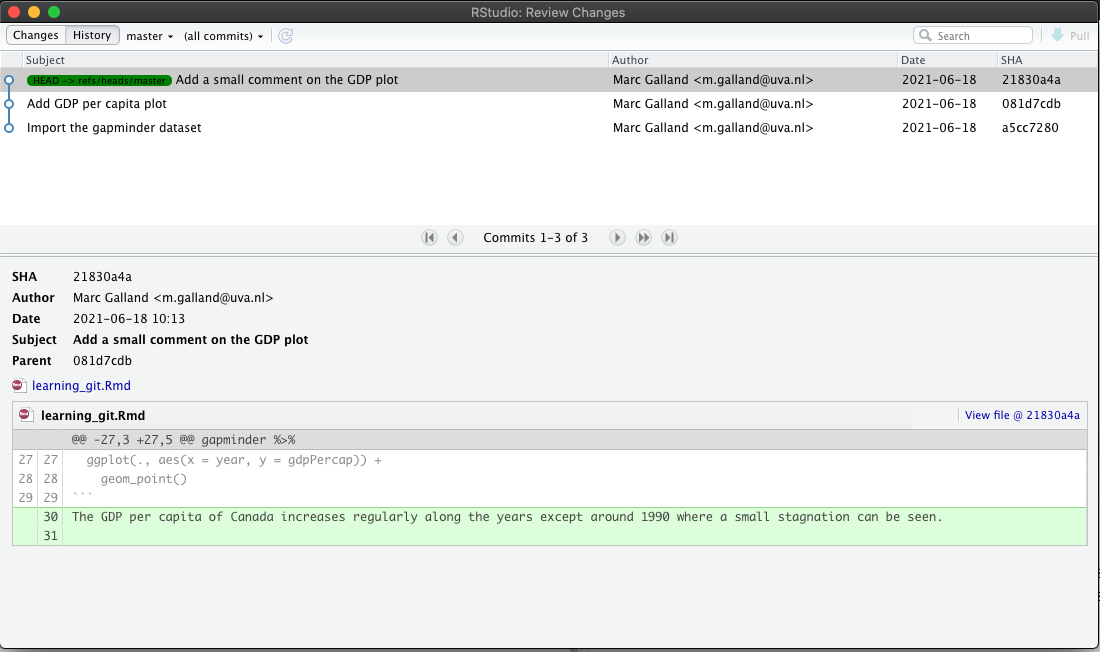 RStudio: Review Changes
Changes History master (all commits) Search Pull
Subject Author Date SHA
HEAD -> refs/heads/master Add a small comment on the GDP plot Marc Galland <m.galland@uva.nl> 2021-06-18 21830a4a
Add GDP per capita plot Marc Galland <m.galland@uva.nl> 2021-06-18 081d7cdb
Import the gapminder dataset Marc Galland <m.galland@uva.nl> 2021-06-18 a5cc7280
Commits 1-3 of 3
SHA 21830a4a
Author Marc Galland <m.galland@uva.nl>
Date 2021-06-18 10:13
Subject Add a small comment on the GDP plot
Parent 081d7cdb
learning_git.Rmd
learning_git.Rmd View file @ 21830a4a
@@ -27,3 +27,5 @@ gapminder %>%
27 27 ggplot(., aes(x = year, y = gdpPercap)) +
28 28 geom_point()
29 29 ```
30 The GDP per capita of Canada increases regularly along the years except around 1990 where a small stagnation can be seen.
31